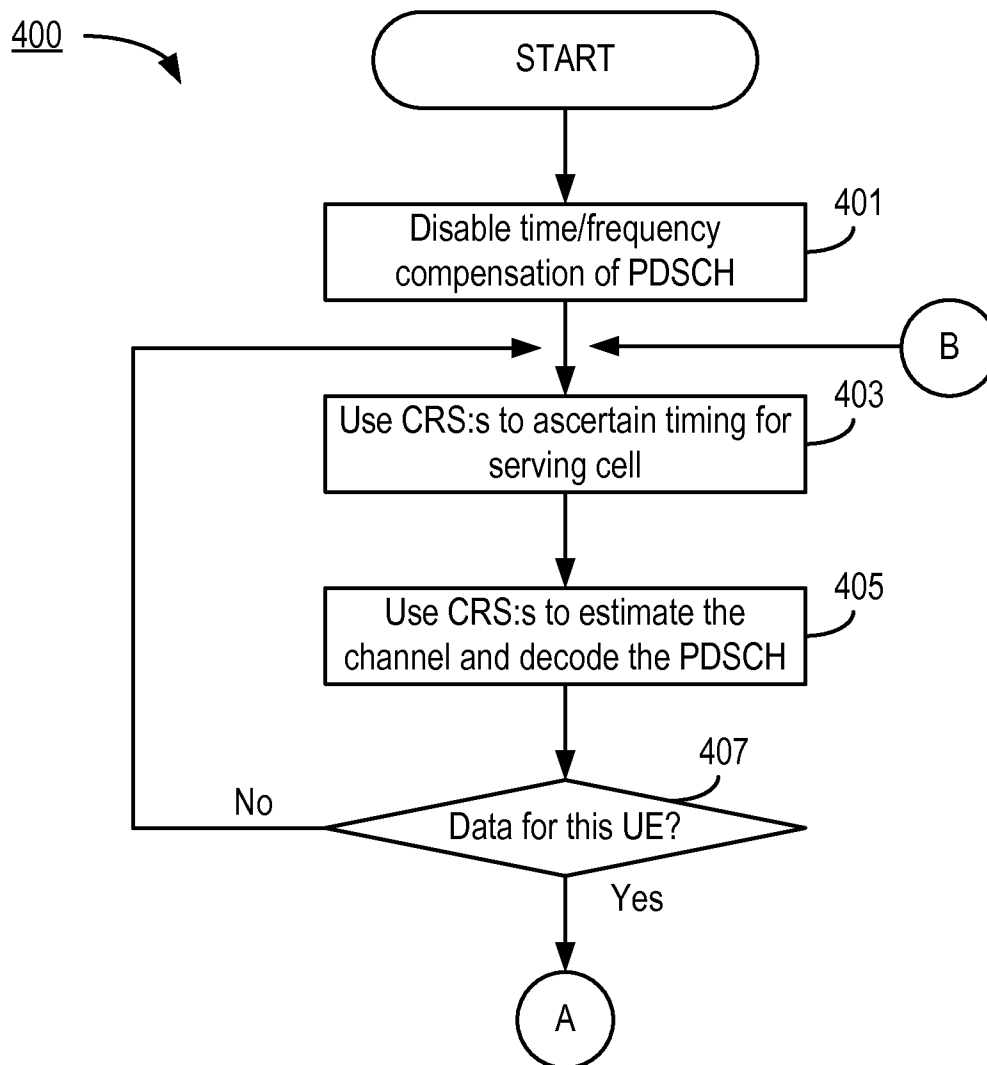 400
START
401
Disable time/frequency
compensation of PDSCH
B
403
Use CRS:s to ascertain timing for
serving cell
405
Use CRS:s to estimate the
channel and decode the PDSCH
407
No
Data for this UE?
Yes
A